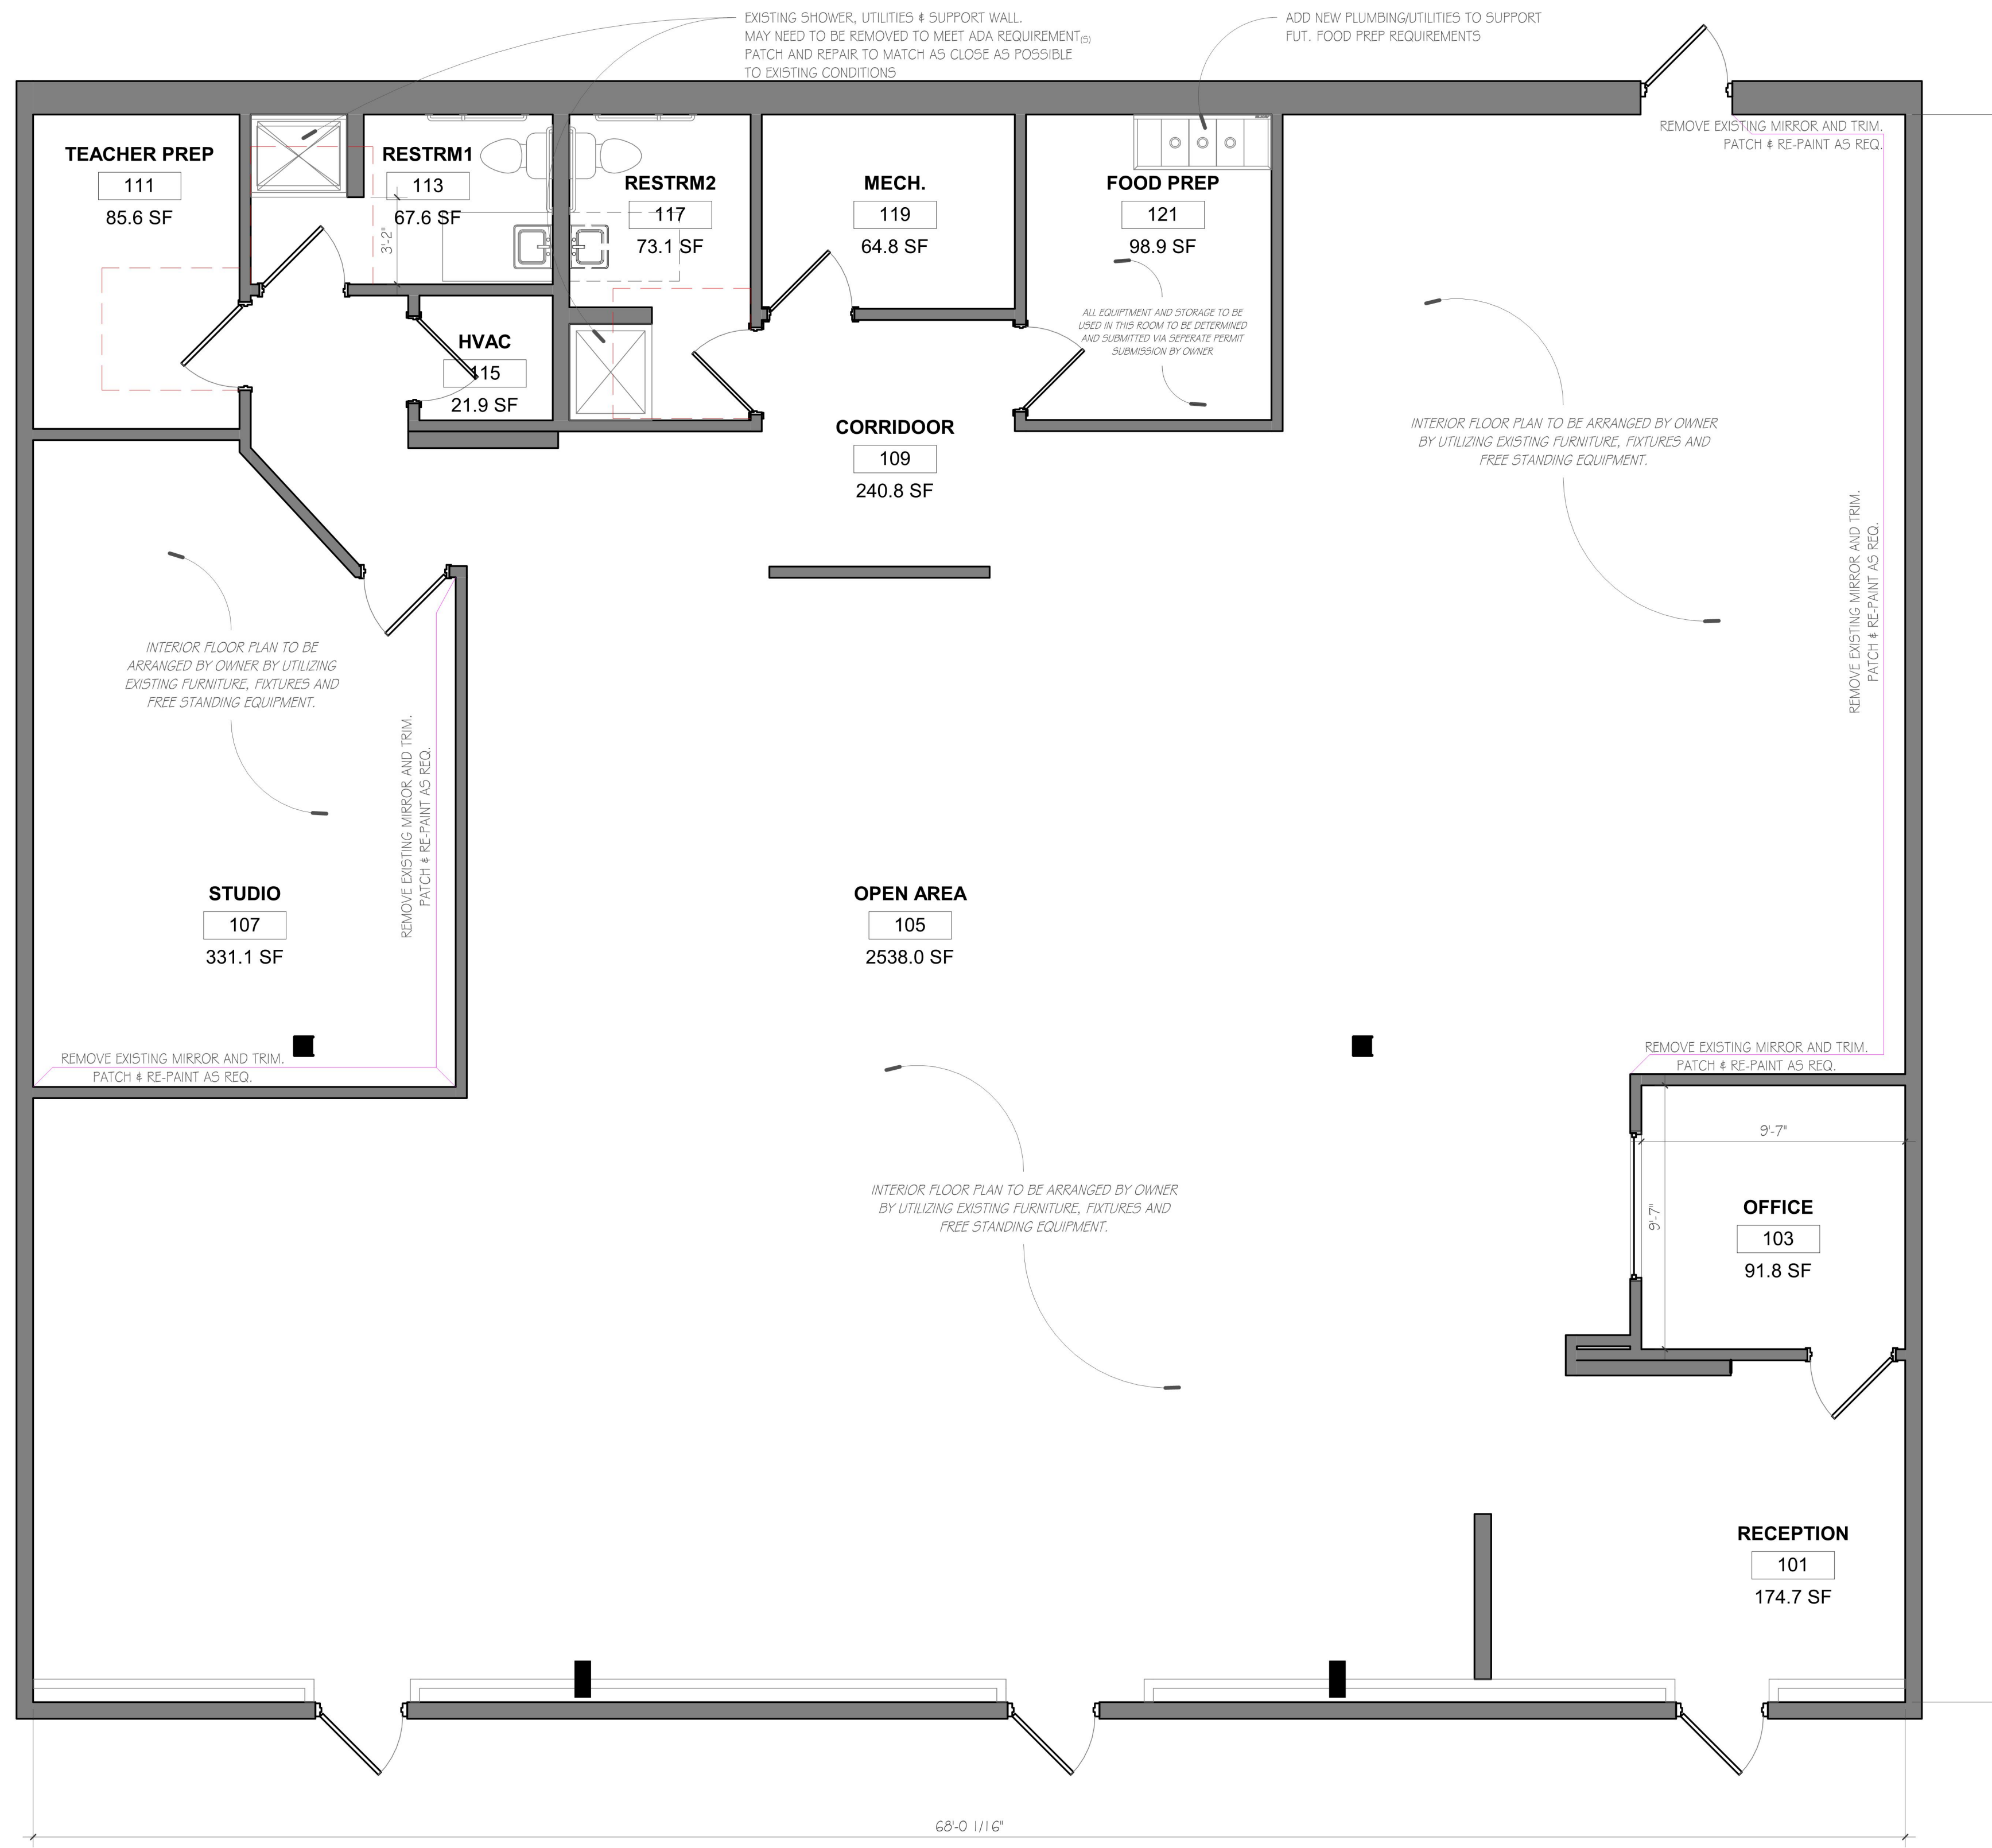 EXISTING SHOWER, UTILITIES & SUPPORT WALL.
MAY NEED TO BE REMOVED TO MEET ADA REQUIREMENT(S)
PATCH AND REPAIR TO MATCH AS CLOSE AS POSSIBLE
TO EXISTING CONDITIONS
ADD NEW PLUMBING/UTILITIES TO SUPPORT
FUT. FOOD PREP REQUIREMENTS
REMOVE EXISTING MIRROR AND TRIM.
PATCH & RE-PAINT AS REQ.
TEACHER PREP
111
85.6 SF
RESTRM1
113
67.6 SF
3'-2"
RESTRM2
117
73.1 SF
MECH.
119
64.8 SF
FOOD PREP
121
98.9 SF
ALL EQUIPTMENT AND STORAGE TO BE
USED IN THIS ROOM TO BE DETERMINED
AND SUBMITTED VIA SEPERATE PERMIT
SUBMISSION BY OWNER
HVAC
115
21.9 SF
CORRIDOOR
109
240.8 SF
INTERIOR FLOOR PLAN TO BE ARRANGED BY OWNER
BY UTILIZING EXISTING FURNITURE, FIXTURES AND
FREE STANDING EQUIPMENT.
REMOVE EXISTING MIRROR AND TRIM.
PATCH & RE-PAINT AS REQ.
INTERIOR FLOOR PLAN TO BE
ARRANGED BY OWNER BY UTILIZING
EXISTING FURNITURE, FIXTURES AND
FREE STANDING EQUIPMENT.
REMOVE EXISTING MIRROR AND TRIM.
PATCH & RE-PAINT AS REQ.
STUDIO
107
331.1 SF
OPEN AREA
105
2538.0 SF
REMOVE EXISTING MIRROR AND TRIM.
PATCH & RE-PAINT AS REQ.
REMOVE EXISTING MIRROR AND TRIM.
PATCH & RE-PAINT AS REQ.
9'-7"
9'-7"
OFFICE
103
91.8 SF
INTERIOR FLOOR PLAN TO BE ARRANGED BY OWNER
BY UTILIZING EXISTING FURNITURE, FIXTURES AND
FREE STANDING EQUIPMENT.
RECEPTION
101
174.7 SF
68'-0 1/16"